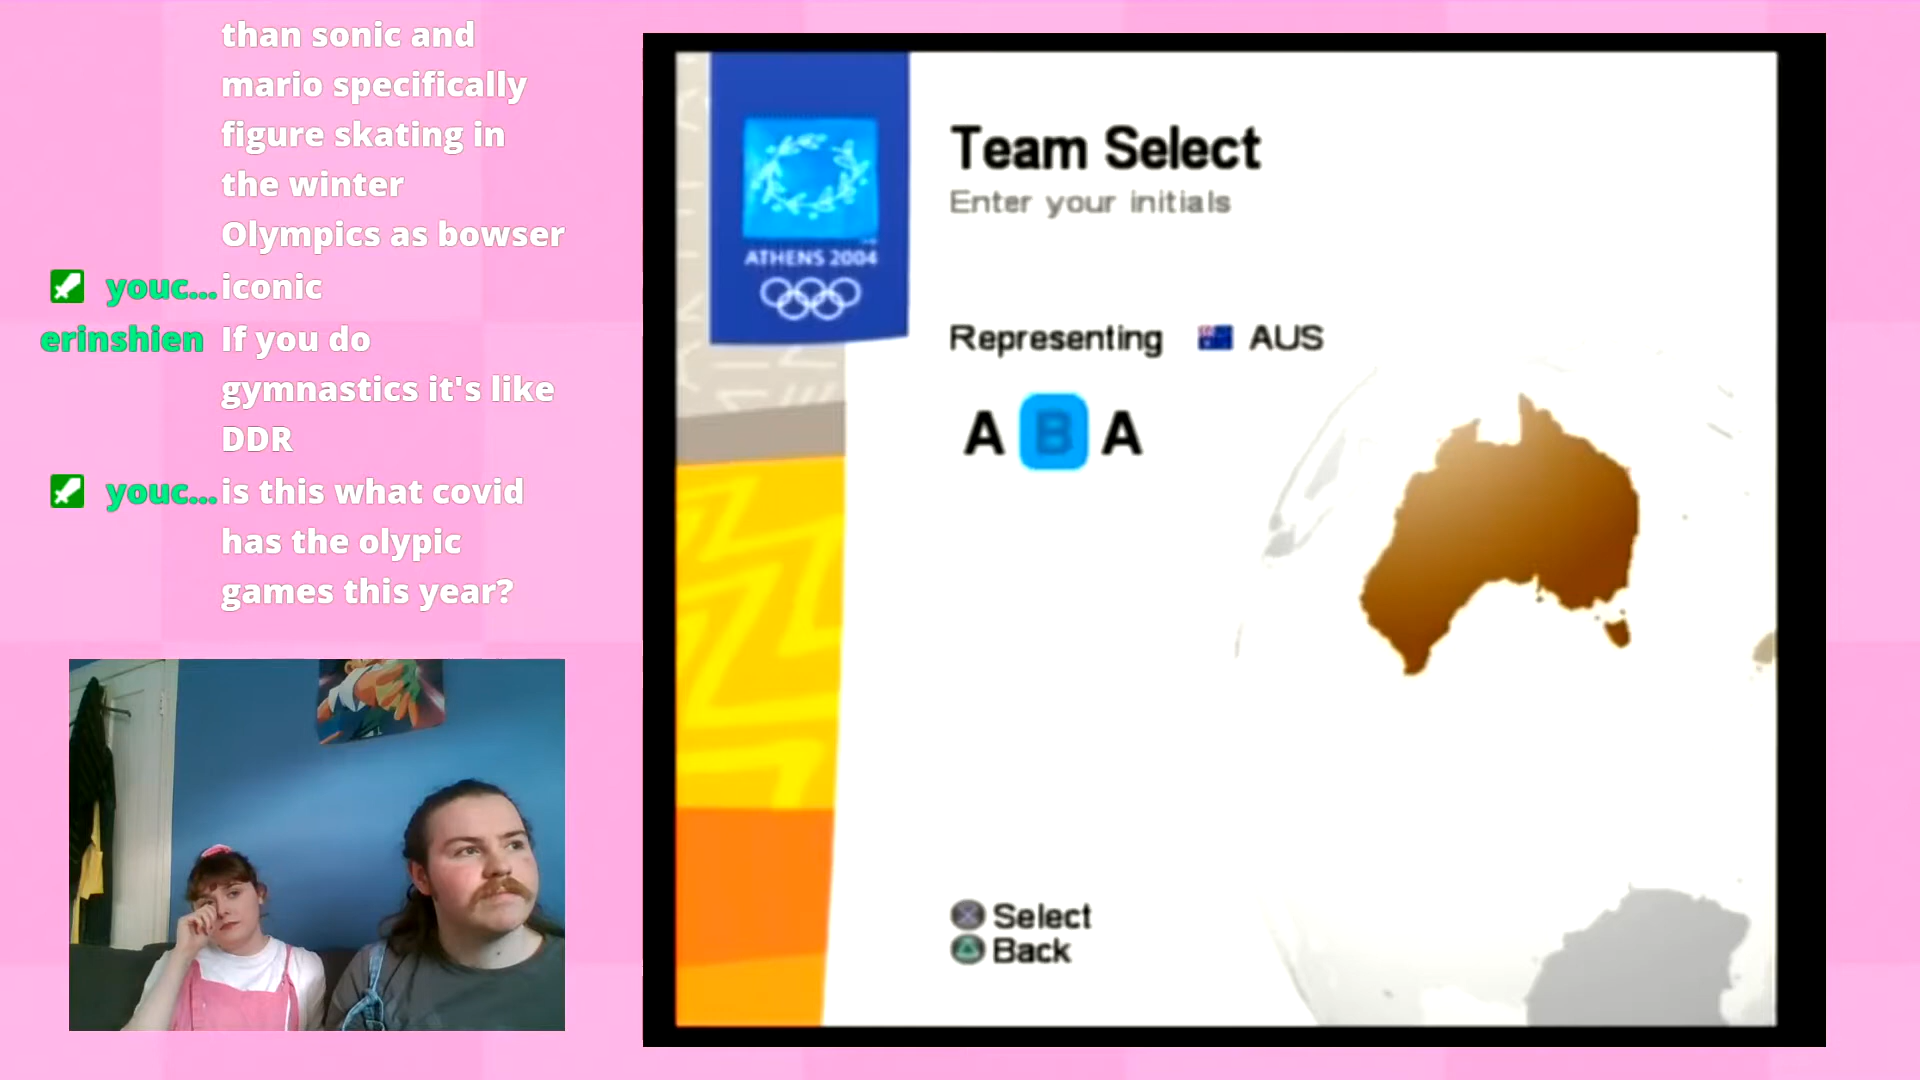 than sonic and
mario specifically
figure skating in
the winter
Olympics as bowser
youc... iconic
erinshien If you do
gymnastics it's like
DDR
youc... is this what covid
has the olypic
games this year?
ATHENS 2004
Team Select
Enter your initials
Representing AUS
A B A
Select
Back